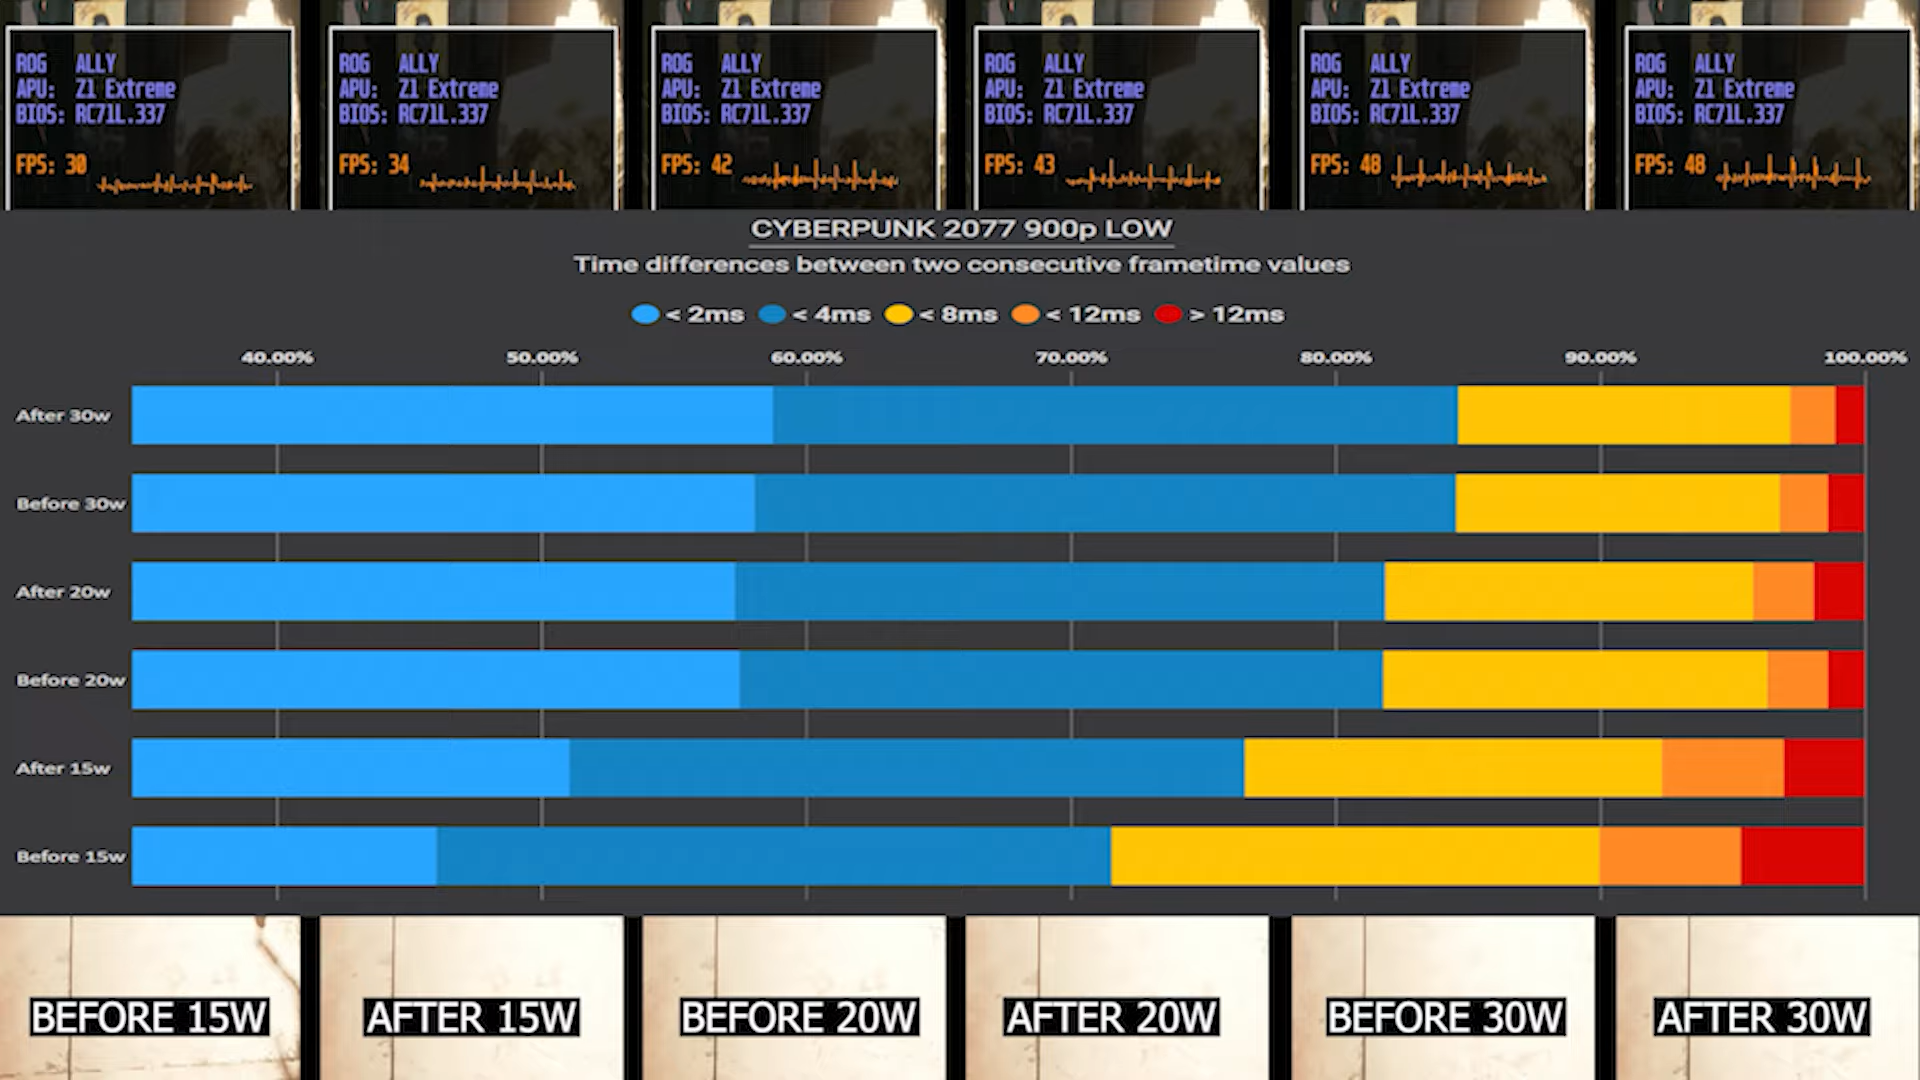 ROG ALLY
APU: Z1 Extreme
BIOS: RC71L.337
FPS: 30
ROG ALLY
APU: Z1 Extreme
BIOS: RC71L.337
FPS: 34
ROG ALLY
APU: Z1 Extreme
BIOS: RC71L.337
FPS: 42
ROG ALLY
APU: Z1 Extreme
BIOS: RC71L.337
FPS: 43
ROG ALLY
APU: Z1 Extreme
BIOS: RC71L.337
FPS: 48
ROG ALLY
APU: Z1 Extreme
BIOS: RC71L.337
FPS: 48
CYBERPUNK 2077 900p LOW
Time differences between two consecutive frametime values
< 2ms < 4ms < 8ms < 12ms > 12ms
40.00% 50.00% 60.00% 70.00% 80.00% 90.00% 100.00%
After 30w
Before 30w
After 20w
Before 20w
After 15w
Before 15w
BEFORE 15W
AFTER 15W
BEFORE 20W
AFTER 20W
BEFORE 30W
AFTER 30W